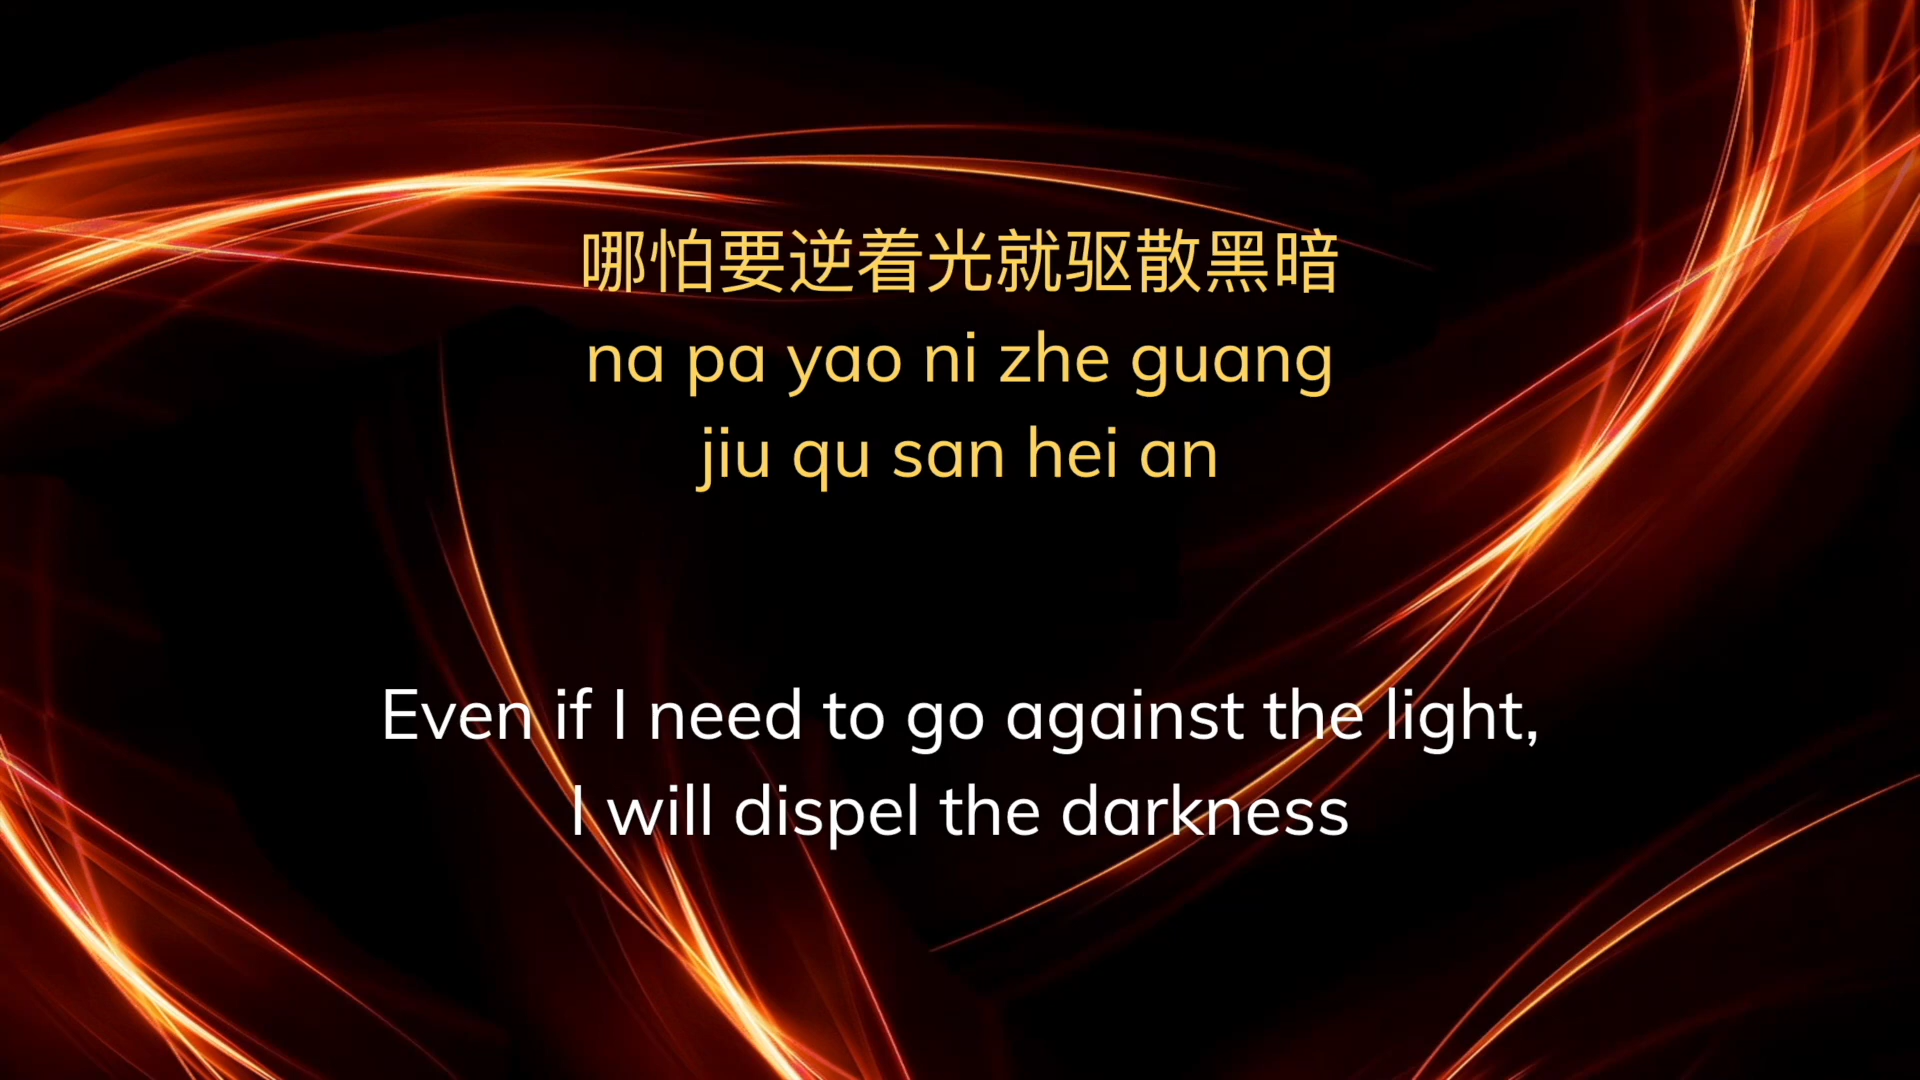 哪怕要逆着光就驱散黑暗
na pa yao ni zhe guang
jiu qu san hei an
Even if I need to go against the light,
I will dispel the darkness